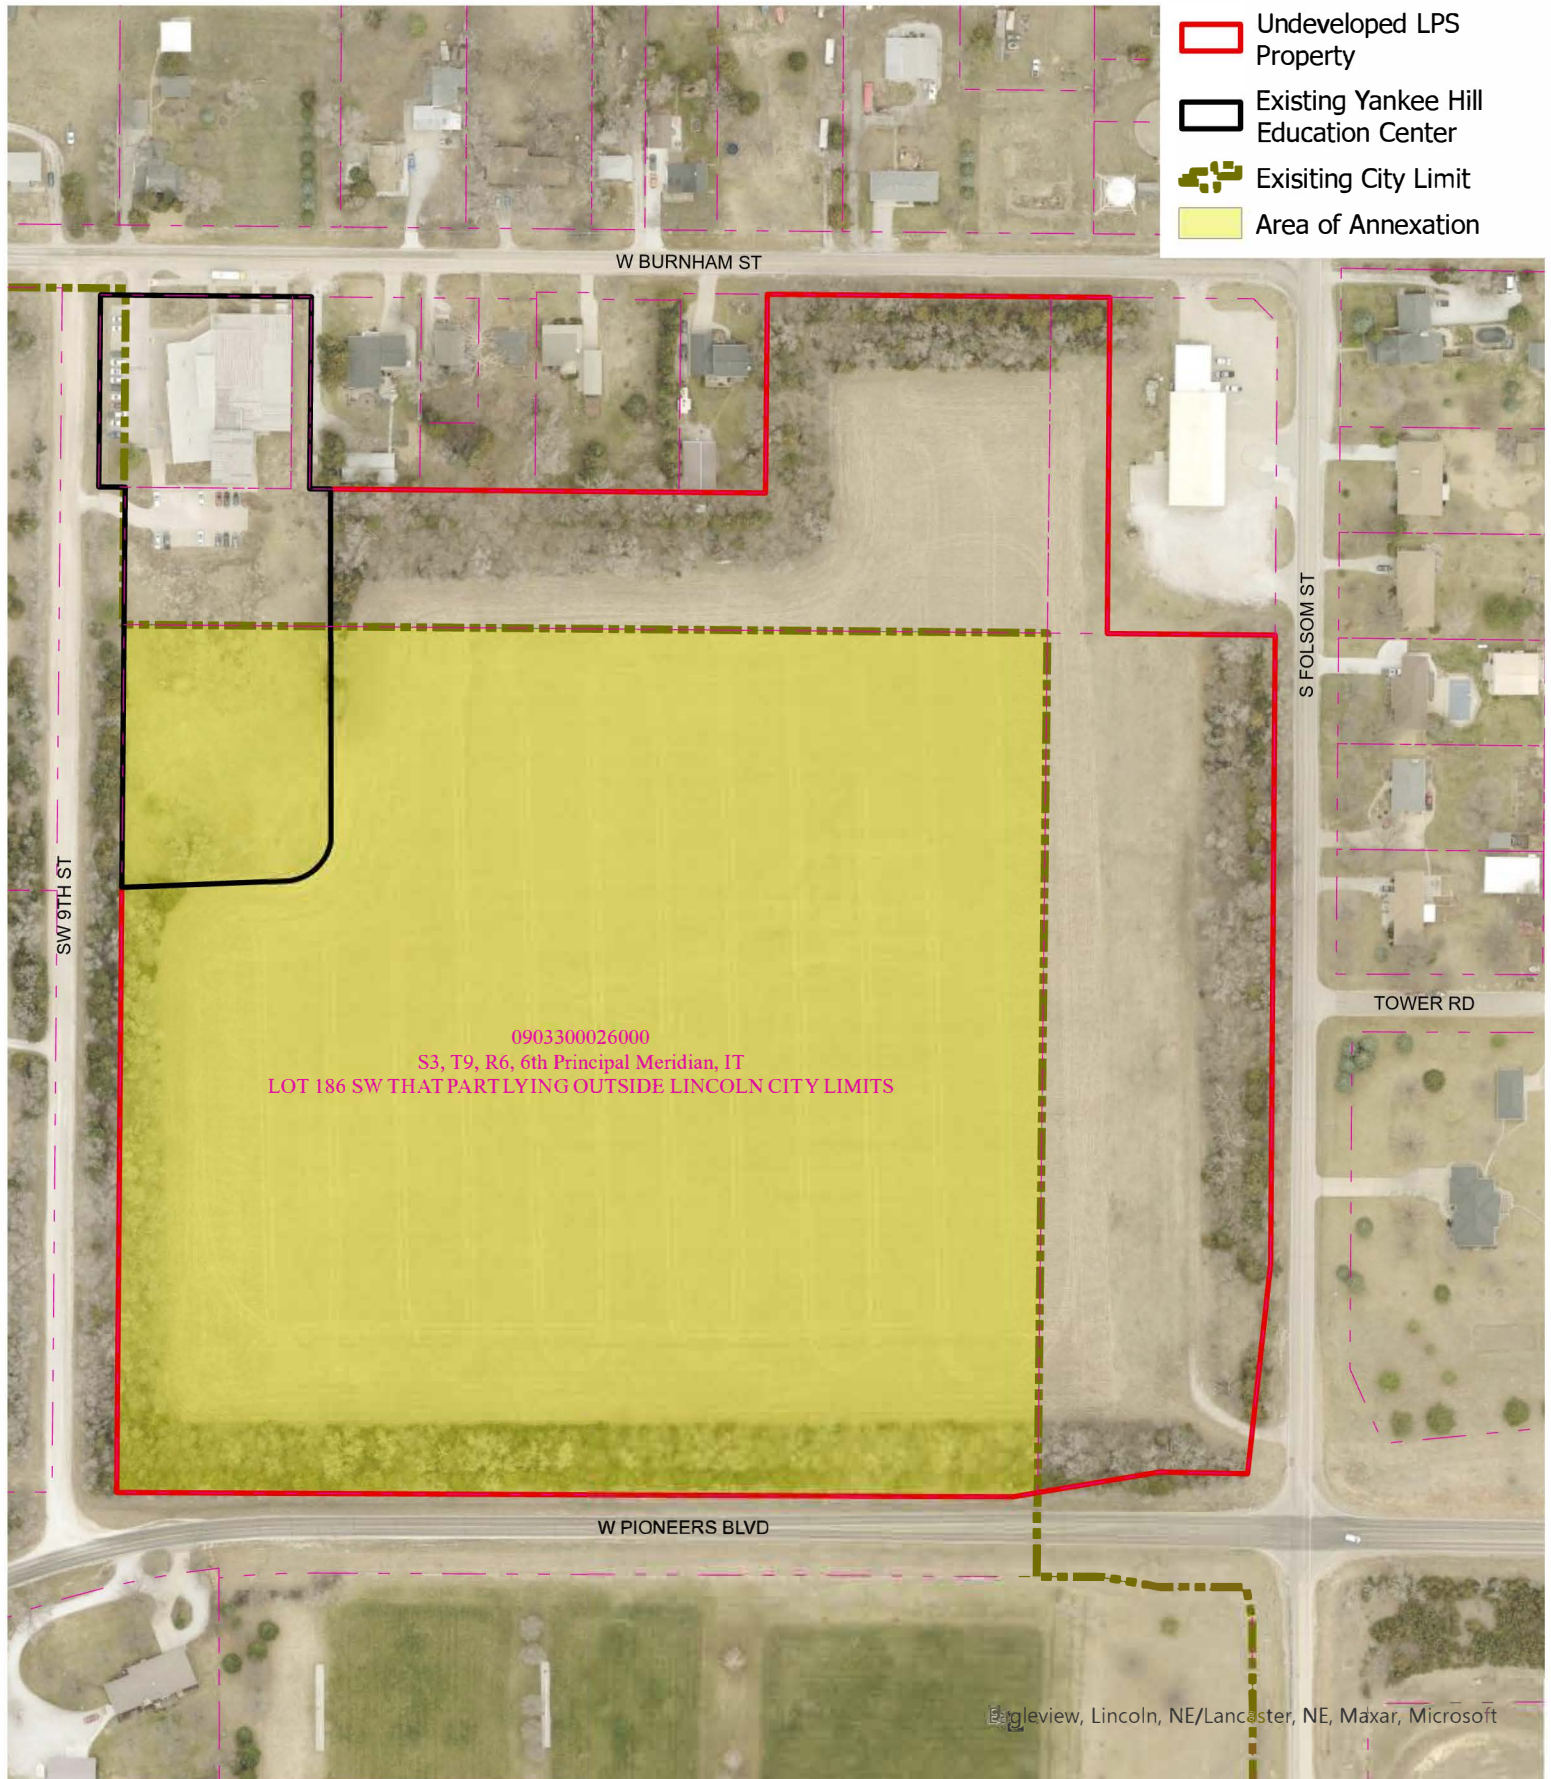 Undeveloped LPS
Property
Existing Yankee Hill
Education Center
Exisiting City Limit
Area of Annexation
W BURNHAM ST
S FOLSOM ST
SW 9TH ST
TOWER RD
0903300026000
S3, T9, R6, 6th Principal Meridian, IT
LOT 186 SW THAT PART LYING OUTSIDE LINCOLN CITY LIMITS
W PIONEERS BLVD
Eagleview, Lincoln, NE/Lancaster, NE, Maxar, Microsoft